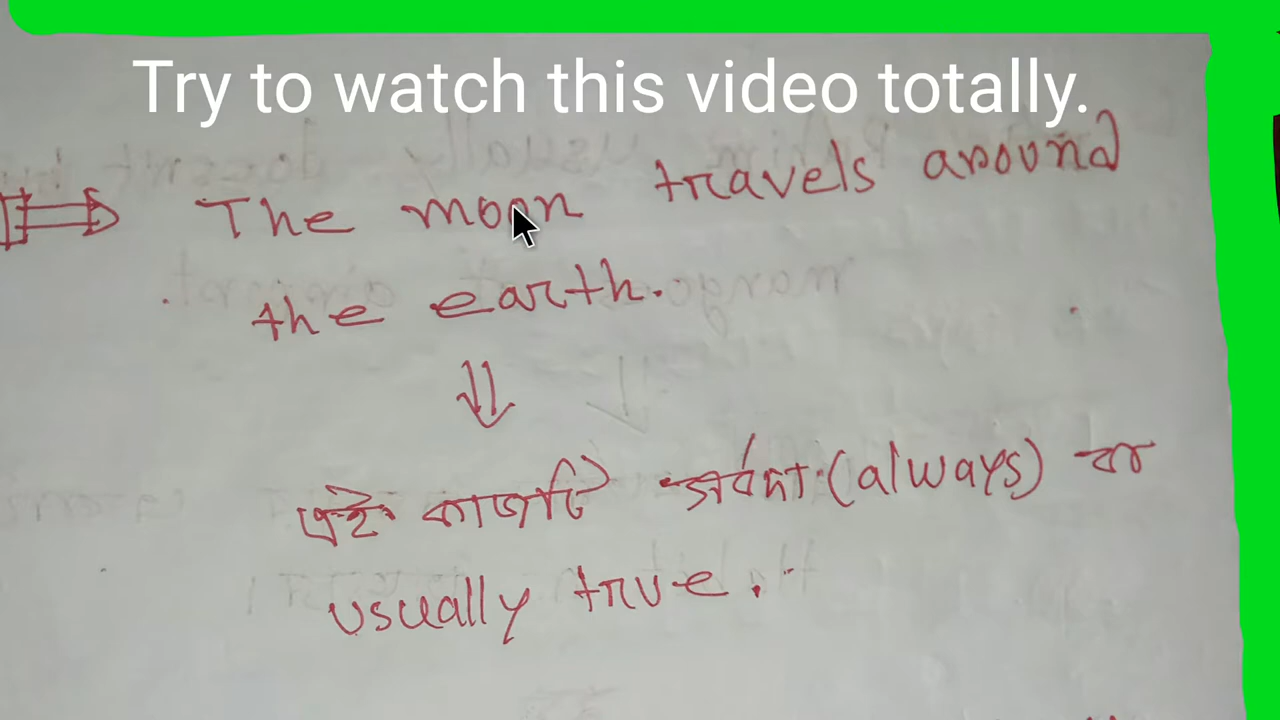 Try to watch this video totally.
The moon travels around
the earth.
এই কাজটি সর্বদা (always) বা
usually true.